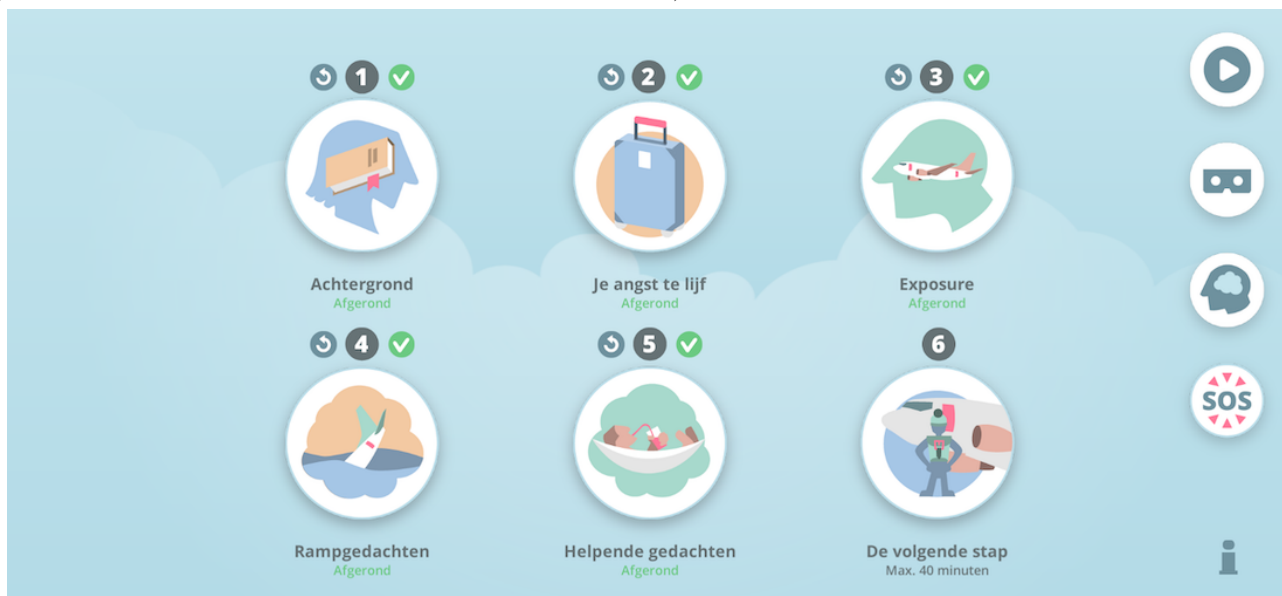 1
2
3
Achtergrond
Afgerond
Je angst te lijf
Afgerond
Exposure
Afgerond
4
5
6
Rampgedachten
Afgerond
Helpende gedachten
Afgerond
De volgende stap
Max. 40 minuten
SOS
i